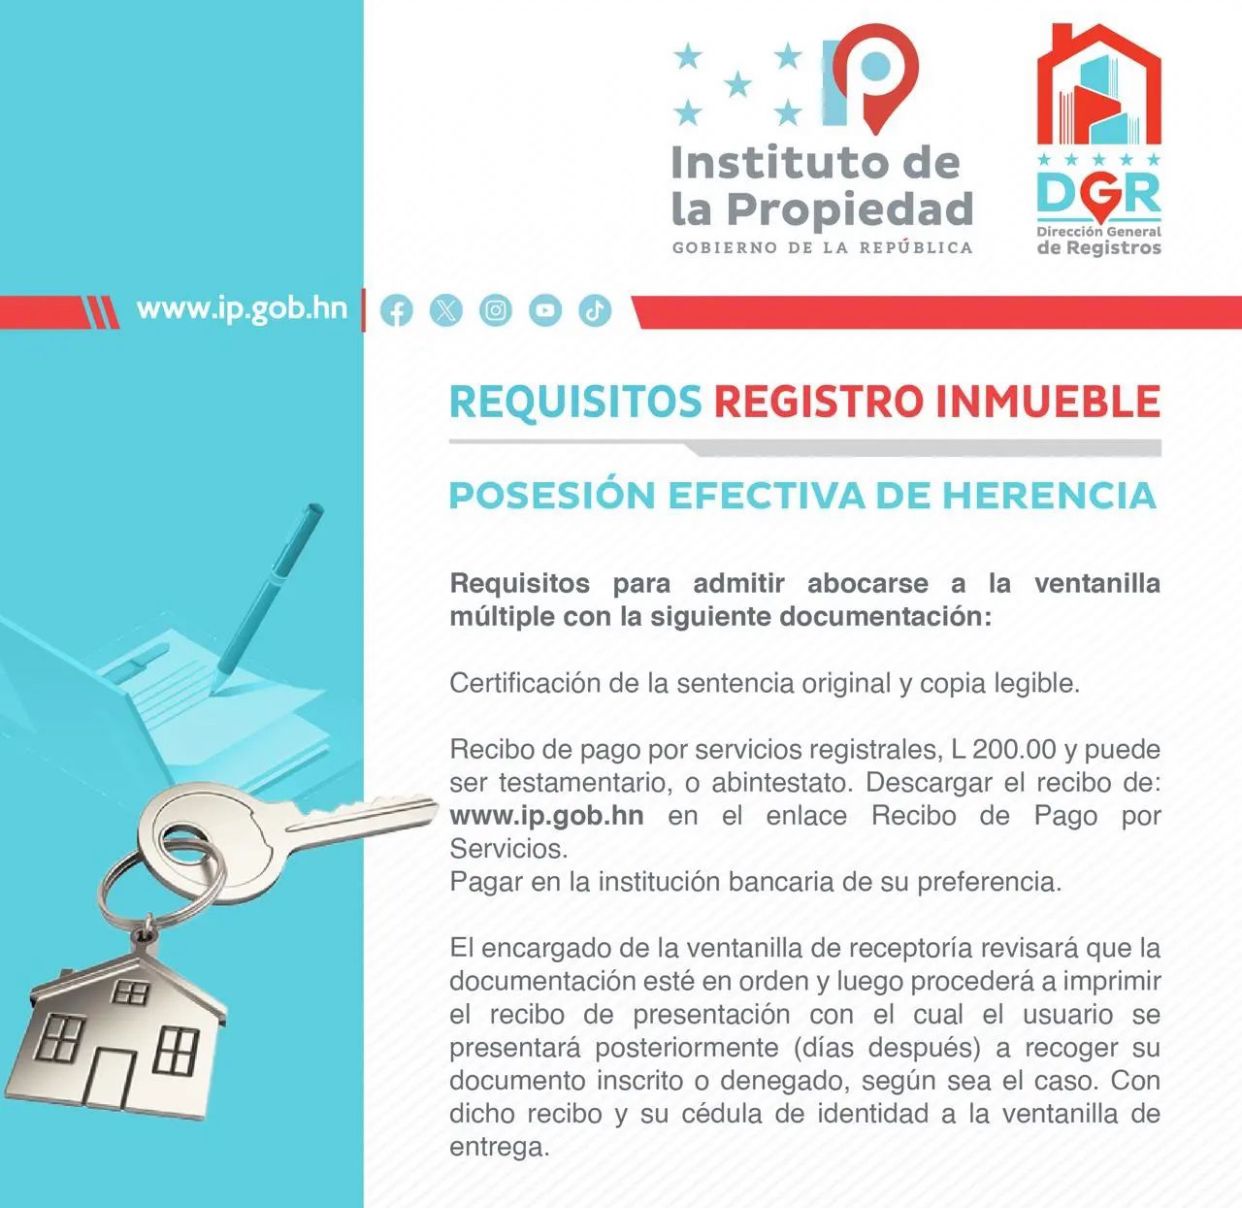 IP
Instituto de
la Propiedad
GOBIERNO DE LA REPÚBLICA
DGR
Dirección General
de Registros
www.ip.gob.hn
REQUISITOS REGISTRO INMUEBLE
POSESIÓN EFECTIVA DE HERENCIA
Requisitos para admitir abocarse a la ventanilla
múltiple con la siguiente documentación:
Certificación de la sentencia original y copia legible.
Recibo de pago por servicios registrales, L 200.00 y puede
ser testamentario, o abintestato. Descargar el recibo de:
www.ip.gob.hn en el enlace Recibo de Pago por
Servicios.
Pagar en la institución bancaria de su preferencia.
El encargado de la ventanilla de receptoría revisará que la
documentación esté en orden y luego procederá a imprimir
el recibo de presentación con el cual el usuario se
presentará posteriormente (días después) a recoger su
documento inscrito o denegado, según sea el caso. Con
dicho recibo y su cédula de identidad a la ventanilla de
entrega.